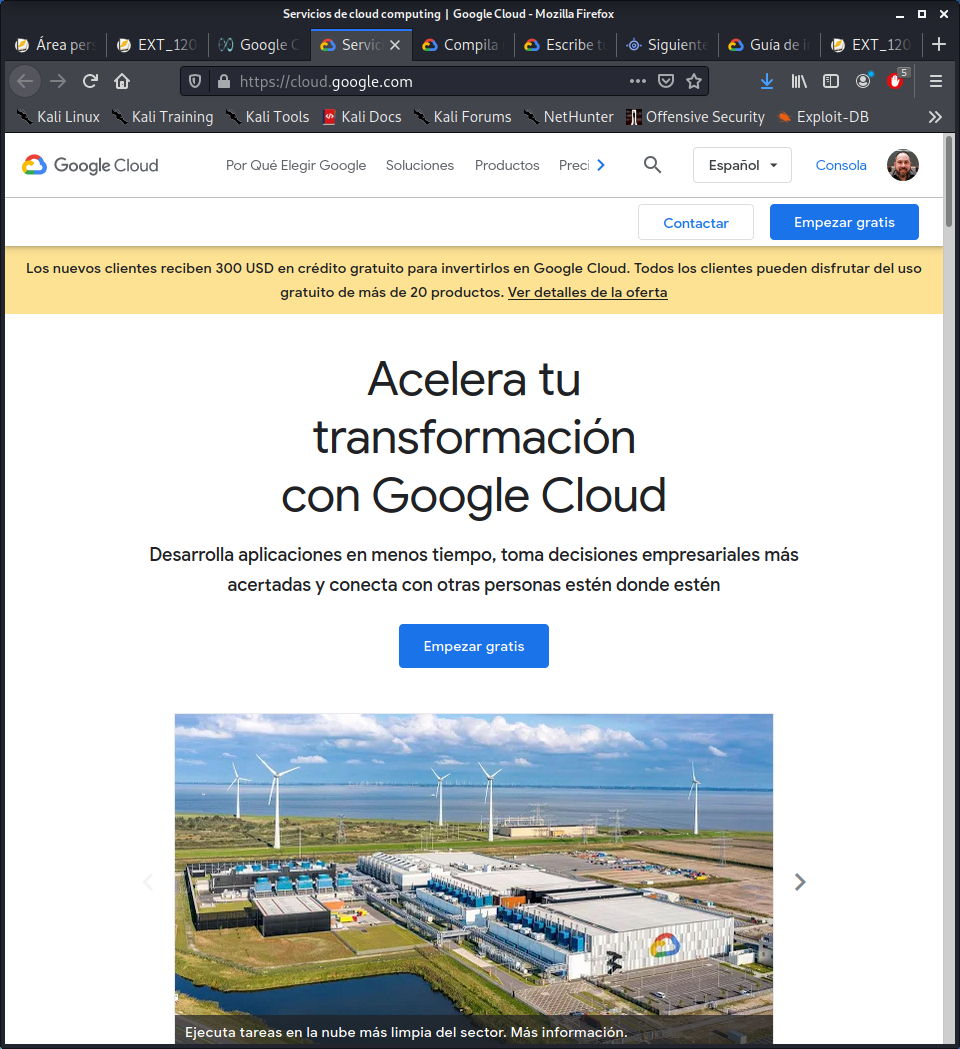 Servicios de cloud computing | Google Cloud - Mozilla Firefox
Área per
EXT_120
Google C
Servic
Compila
Escribe t
Siguiente
Guía de i
EXT_120
https://cloud.google.com
5
Kali Linux
Kali Training
Kali Tools
Kali Docs
Kali Forums
NetHunter
Offensive Security
Exploit-DB
Google Cloud
Por Qué Elegir Google
Soluciones
Productos
Preci
Español
Consola
Contactar
Empezar gratis
Los nuevos clientes reciben 300 USD en crédito gratuito para invertirlos en Google Cloud. Todos los clientes pueden disfrutar del uso
gratuito de más de 20 productos. Ver detalles de la oferta
Acelera tu
transformación
con Google Cloud
Desarrolla aplicaciones en menos tiempo, toma decisiones empresariales más
acertadas y conecta con otras personas estén donde estén
Empezar gratis
Ejecuta tareas en la nube más limpia del sector. Más información.